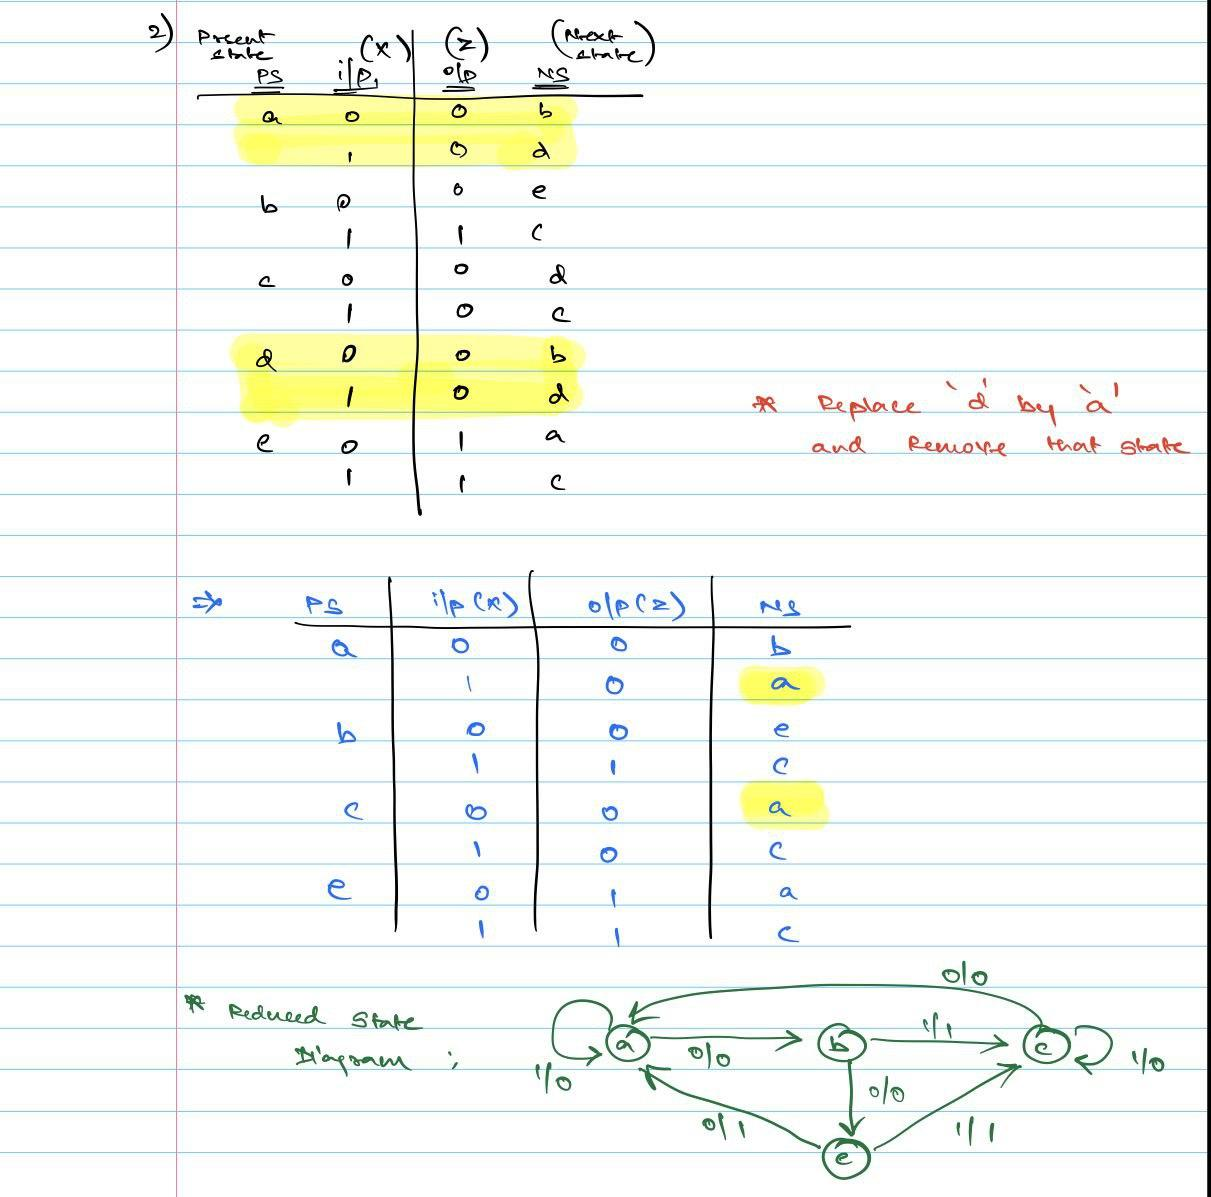 2) Present state (x) (z) (Next state)
PS i/p, o/p NS
a 0 0 b
1 0 d
b 0 0 e
1 1 c
c 0 0 d
1 0 c
d 0 0 b
1 0 d
* Replace 'd' by 'a'
e 0 1 a
and Remove that state
1 1 c
⇒ PS i/p (x) o/p (z) NS
a 0 0 b
1 0 a
b 0 0 e
1 1 c
c 0 0 a
1 0 c
e 0 1 a
1 1 c
0/0
* Reduced State
Diagram ;
a 0/0 b 1/1 c 1/0
1/0
0/0
0/1 1/1
e